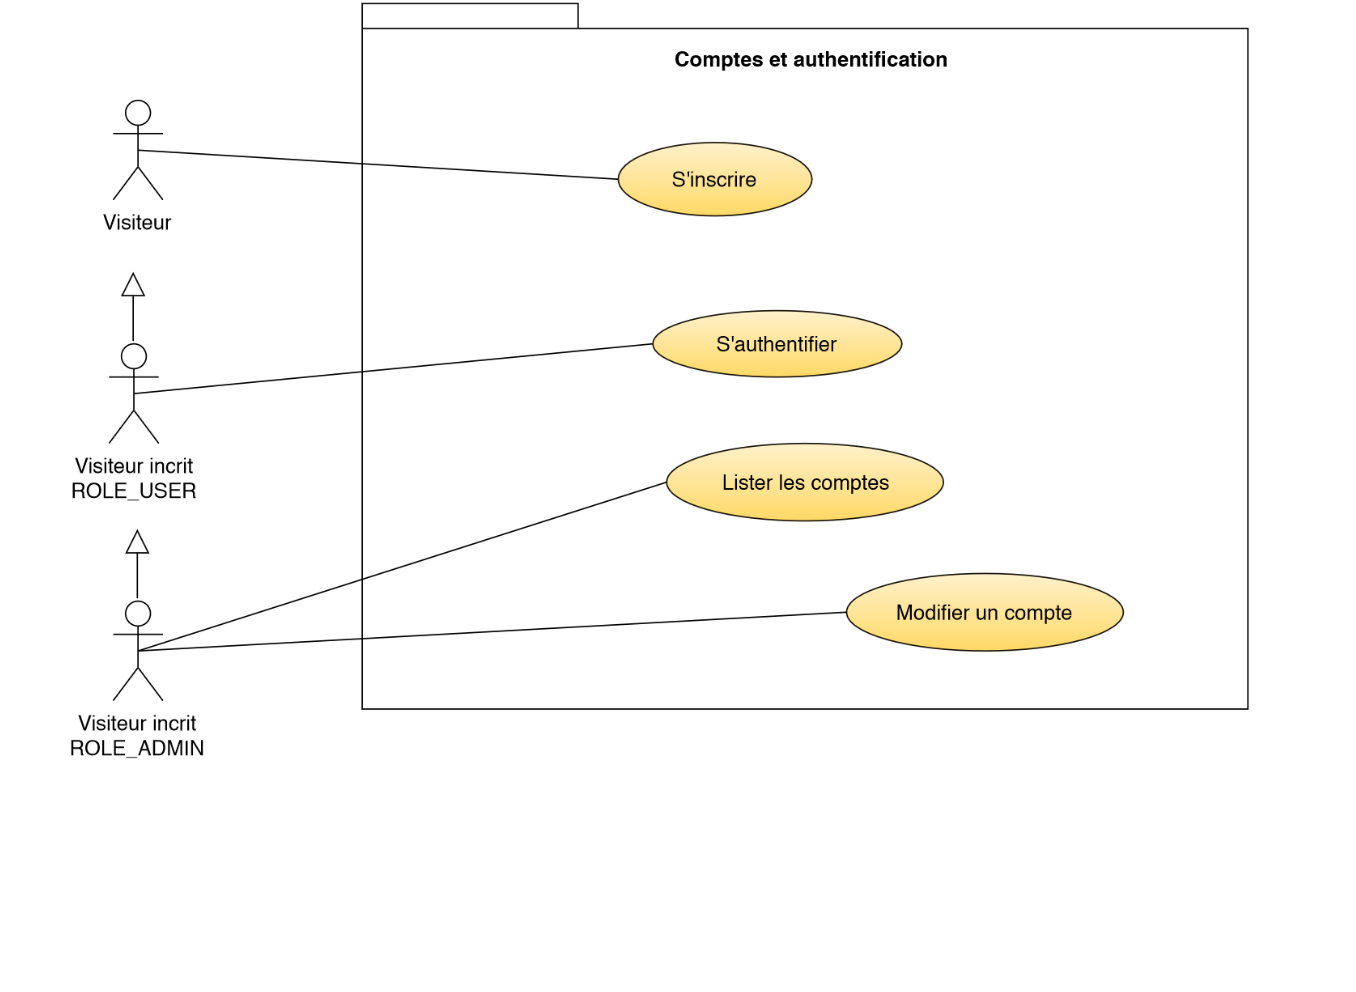 Comptes et authentification
S'inscrire
Visiteur
S'authentifier
Visiteur incrit
ROLE_USER
Lister les comptes
Modifier un compte
Visiteur incrit
ROLE_ADMIN